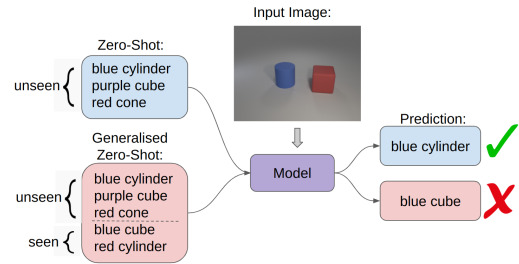 Input Image:
Zero-Shot:
unseen
blue cylinder
purple cube
red cone
Generalised
Zero-Shot:
unseen
blue cylinder
purple cube
red cone
seen
blue cube
red cylinder
Model
Prediction:
blue cylinder
blue cube